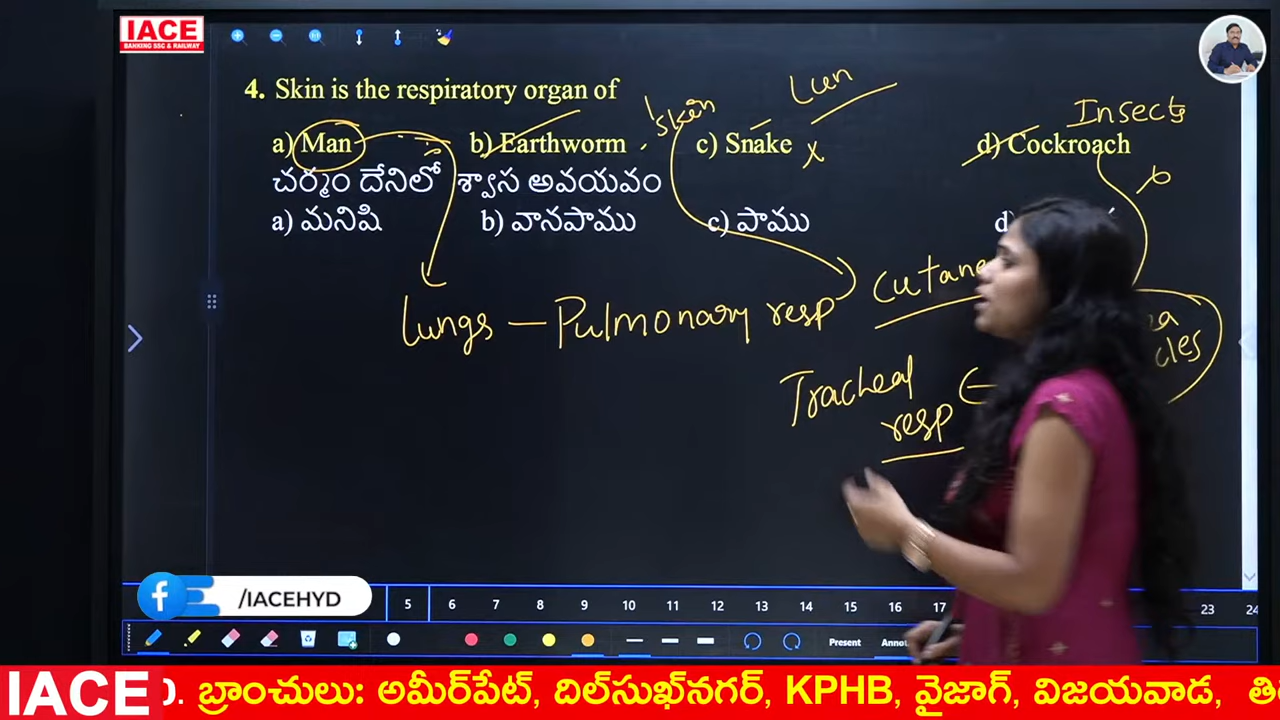 IACE
BANKING SSC & RAILWAY
4. Skin is the respiratory organ of
a) Man b) Earthworm c) Snake d) Cockroach
చర్మం దేనిలో శ్వాస అవయవం
a) మనిషి b) వానపాము c) పాము
Skin
Lun
Insects
x
Lungs — Pulmonary resp
Tracheal
resp
/IACEHYD
5 6 7 8 9 10 11 12 13 14 15 16 17 23 24
Present
IACE
బ్రాంచులు: అమీర్‌పేట్, దిల్‌సుఖ్‌నగర్, KPHB, వైజాగ్, విజయవాడ,